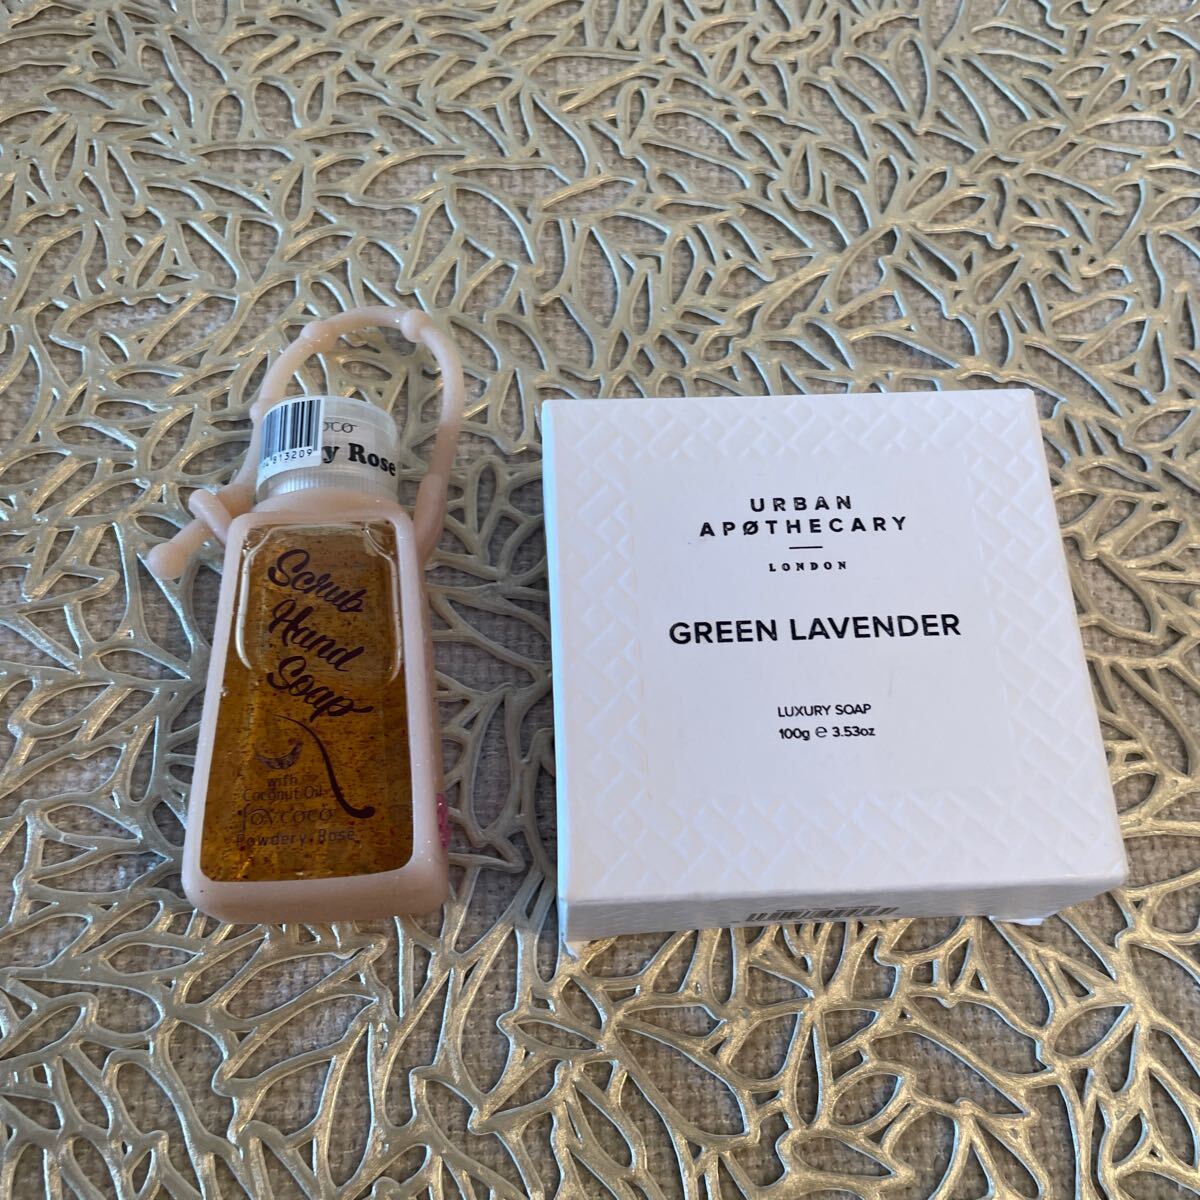 y Rose
813209
Scrub
Hand
Soap
with
Coconut Oil
Powdery Rose
URBAN
APØTHECARY
LONDON
GREEN LAVENDER
LUXURY SOAP
100g ℮ 3.53oz